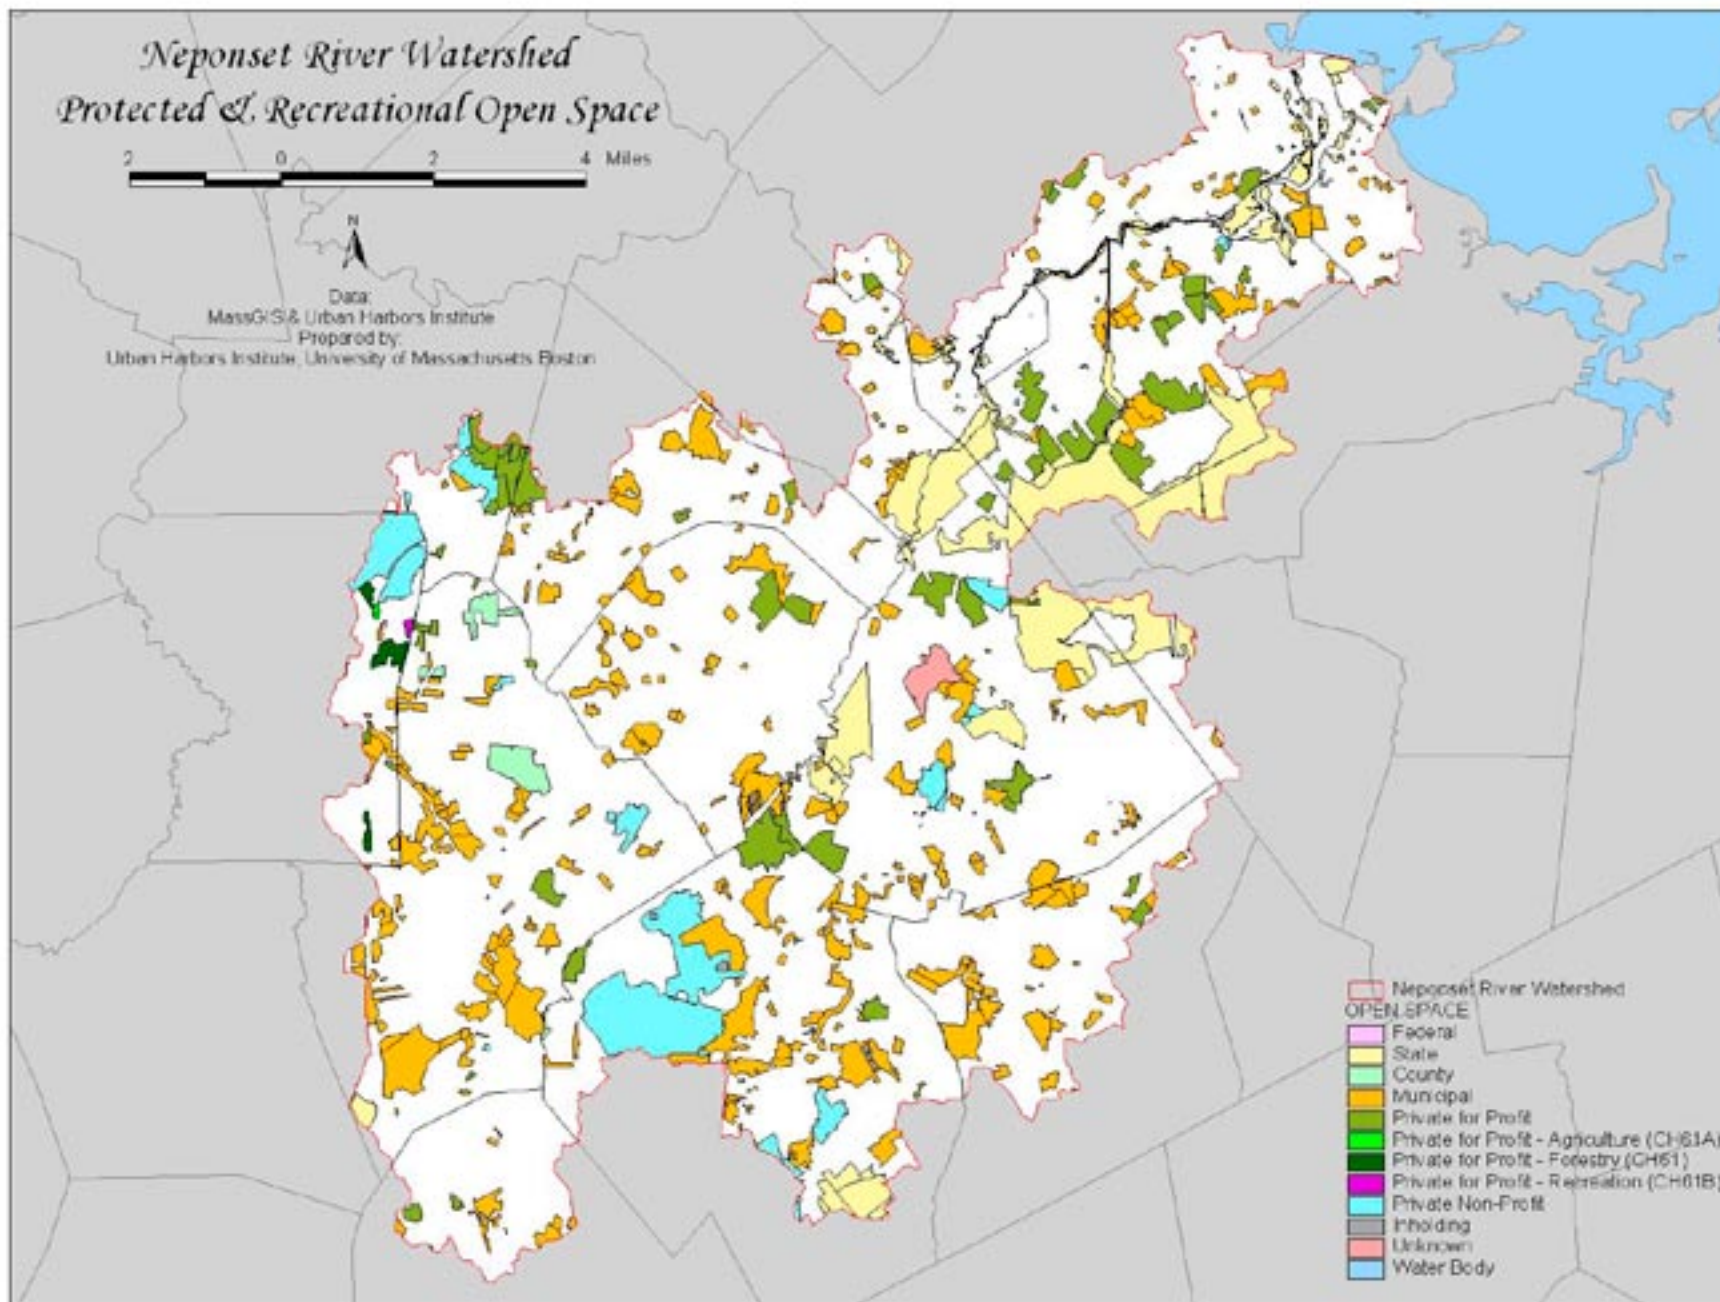 Neponset River Watershed
Protected & Recreational Open Space
2 0 2 4 Miles
N
Data:
MassGIS & Urban Harbors Institute
Prepared by:
Urban Harbors Institute, University of Massachusetts Boston
Neponset River Watershed
OPEN SPACE
Federal
State
County
Municipal
Private for Profit
Private for Profit - Agriculture (CH61A)
Private for Profit - Forestry (CH61)
Private for Profit - Recreation (CH61B)
Private Non-Profit
Inholding
Unknown
Water Body